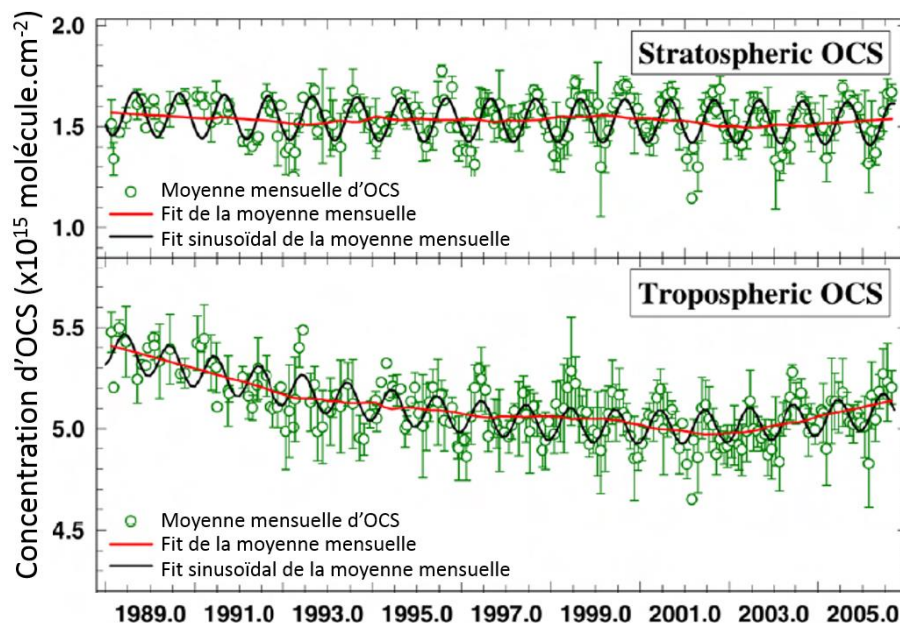 Concentration d'OCS (x10¹⁵ molécule.cm⁻²)
2.0
Stratospheric OCS
1.5
Moyenne mensuelle d'OCS
Fit de la moyenne mensuelle
1.0
Fit sinusoïdal de la moyenne mensuelle
Tropospheric OCS
5.5
5.0
Moyenne mensuelle d'OCS
4.5
Fit de la moyenne mensuelle
Fit sinusoïdal de la moyenne mensuelle
1989.0 1991.0 1993.0 1995.0 1997.0 1999.0 2001.0 2003.0 2005.0